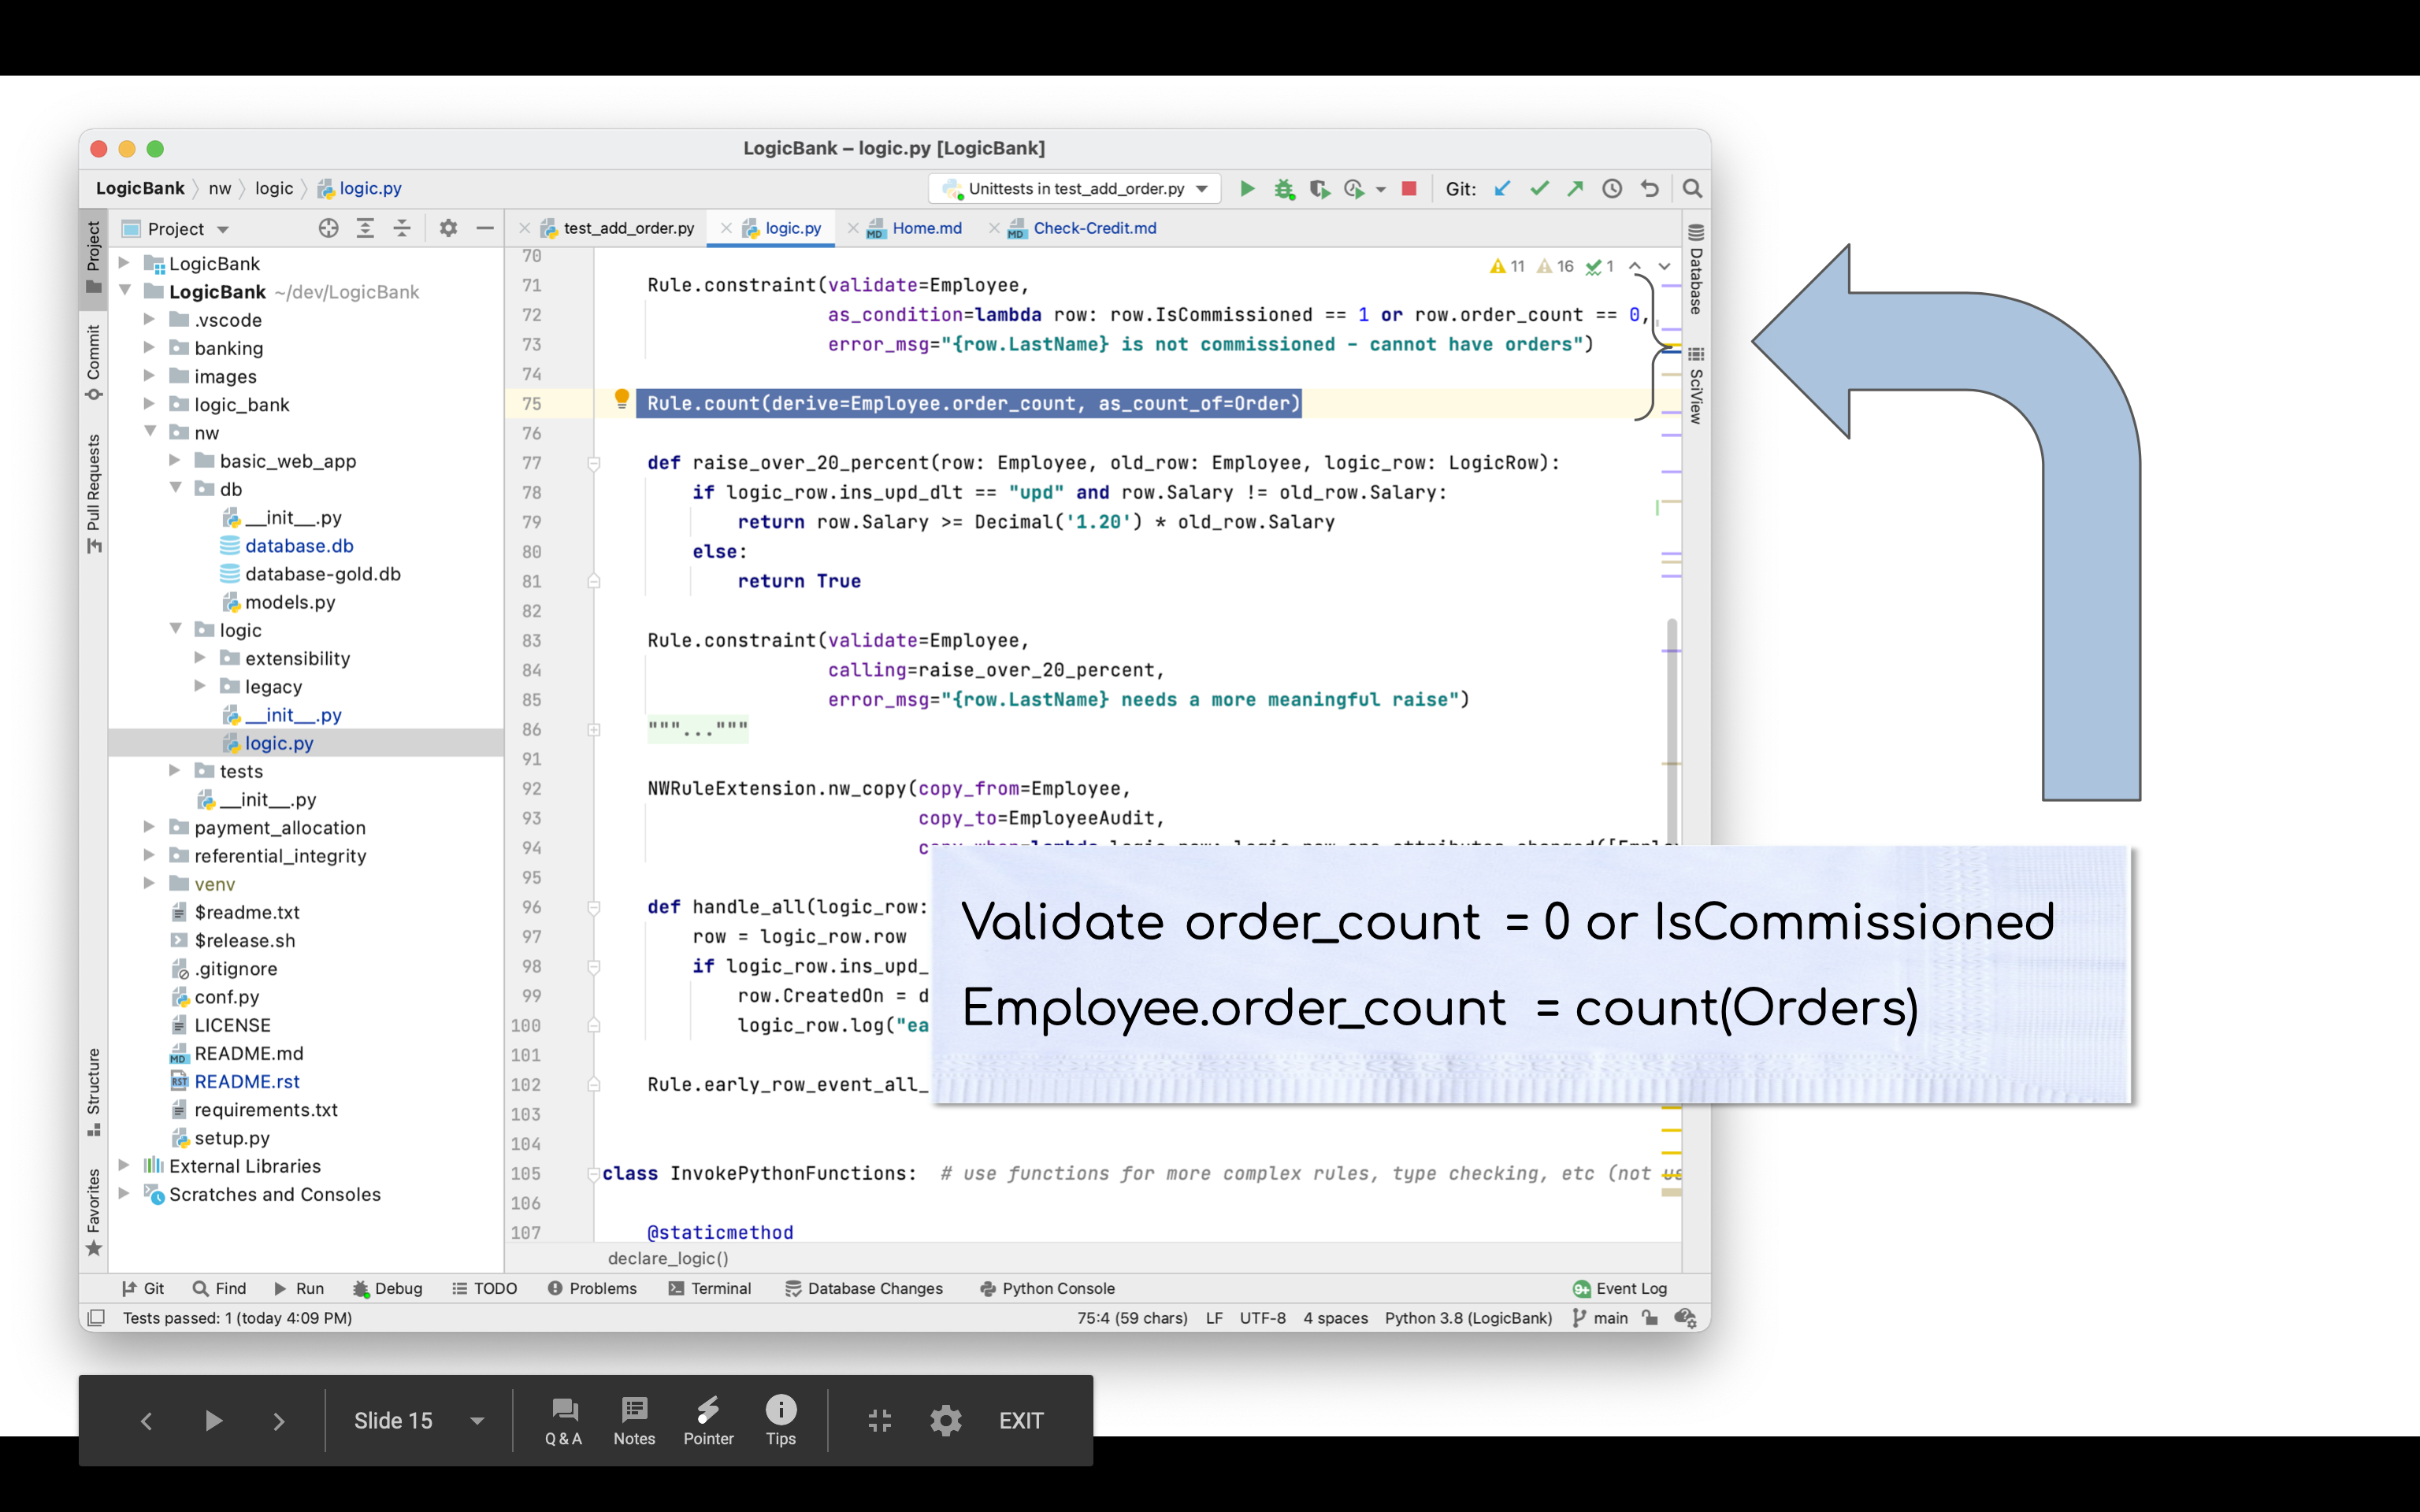 LogicBank – logic.py [LogicBank]
LogicBank nw logic logic.py
Unittests in test_add_order.py
Git:
Project
Commit
Pull Requests
Structure
Favorites
Project
LogicBank
LogicBank ~/dev/LogicBank
.vscode
banking
images
logic_bank
nw
basic_web_app
db
__init__.py
database.db
database-gold.db
models.py
logic
extensibility
legacy
__init__.py
logic.py
tests
__init__.py
payment_allocation
referential_integrity
venv
$readme.txt
$release.sh
.gitignore
conf.py
LICENSE
README.md
README.rst
requirements.txt
setup.py
External Libraries
Scratches and Consoles
test_add_order.py logic.py Home.md Check-Credit.md
11 16 1
70
71 Rule.constraint(validate=Employee,
72 as_condition=lambda row: row.IsCommissioned == 1 or row.order_count == 0,
73 error_msg="{row.LastName} is not commissioned - cannot have orders")
74
75 Rule.count(derive=Employee.order_count, as_count_of=Order)
76
77 def raise_over_20_percent(row: Employee, old_row: Employee, logic_row: LogicRow):
78 if logic_row.ins_upd_dlt == "upd" and row.Salary != old_row.Salary:
79 return row.Salary >= Decimal('1.20') * old_row.Salary
80 else:
81 return True
82
83 Rule.constraint(validate=Employee,
84 calling=raise_over_20_percent,
85 error_msg="{row.LastName} needs a more meaningful raise")
86 """..."""
91
92 NWRuleExtension.nw_copy(copy_from=Employee,
93 copy_to=EmployeeAudit,
94
95
96 def handle_all(logic_row:
97 row = logic_row.row
98 if logic_row.ins_upd_
99 row.CreatedOn = d
100 logic_row.log("ea
101
102 Rule.early_row_event_all_
103
104
105 class InvokePythonFunctions: # use functions for more complex rules, type checking, etc (not
106
107 @staticmethod
declare_logic()
Database
SciView
Validate order_count = 0 or IsCommissioned
Employee.order_count = count(Orders)
Git Find Run Debug TODO Problems Terminal Database Changes Python Console Event Log
Tests passed: 1 (today 4:09 PM) 75:4 (59 chars) LF UTF-8 4 spaces Python 3.8 (LogicBank) main
Slide 15 Q & A Notes Pointer Tips EXIT